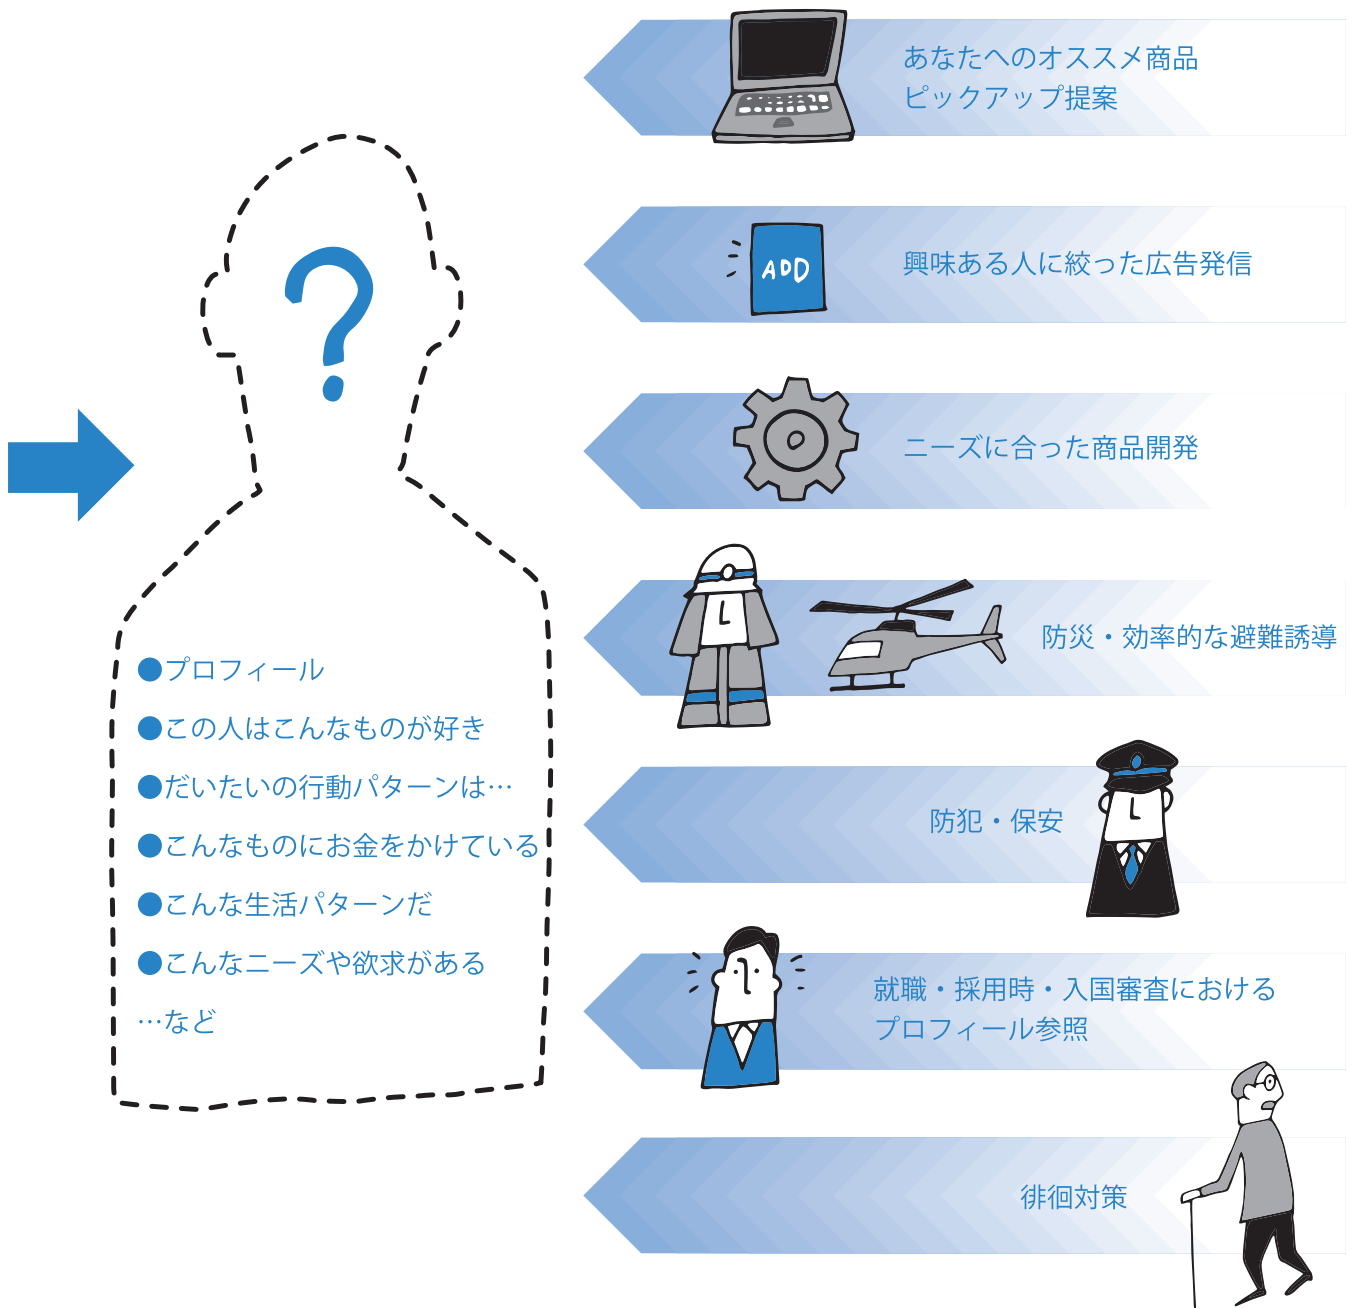 ●プロフィール
●この人はこんなものが好き
●だいたいの行動パターンは…
●こんなものにお金をかけている
●こんな生活パターンだ
●こんなニーズや欲求がある
…など
あなたへのオススメ商品
ピックアップ提案
ADD
興味ある人に絞った広告発信
ニーズに合った商品開発
防災・効率的な避難誘導
防犯・保安
就職・採用時・入国審査における
プロフィール参照
徘徊対策